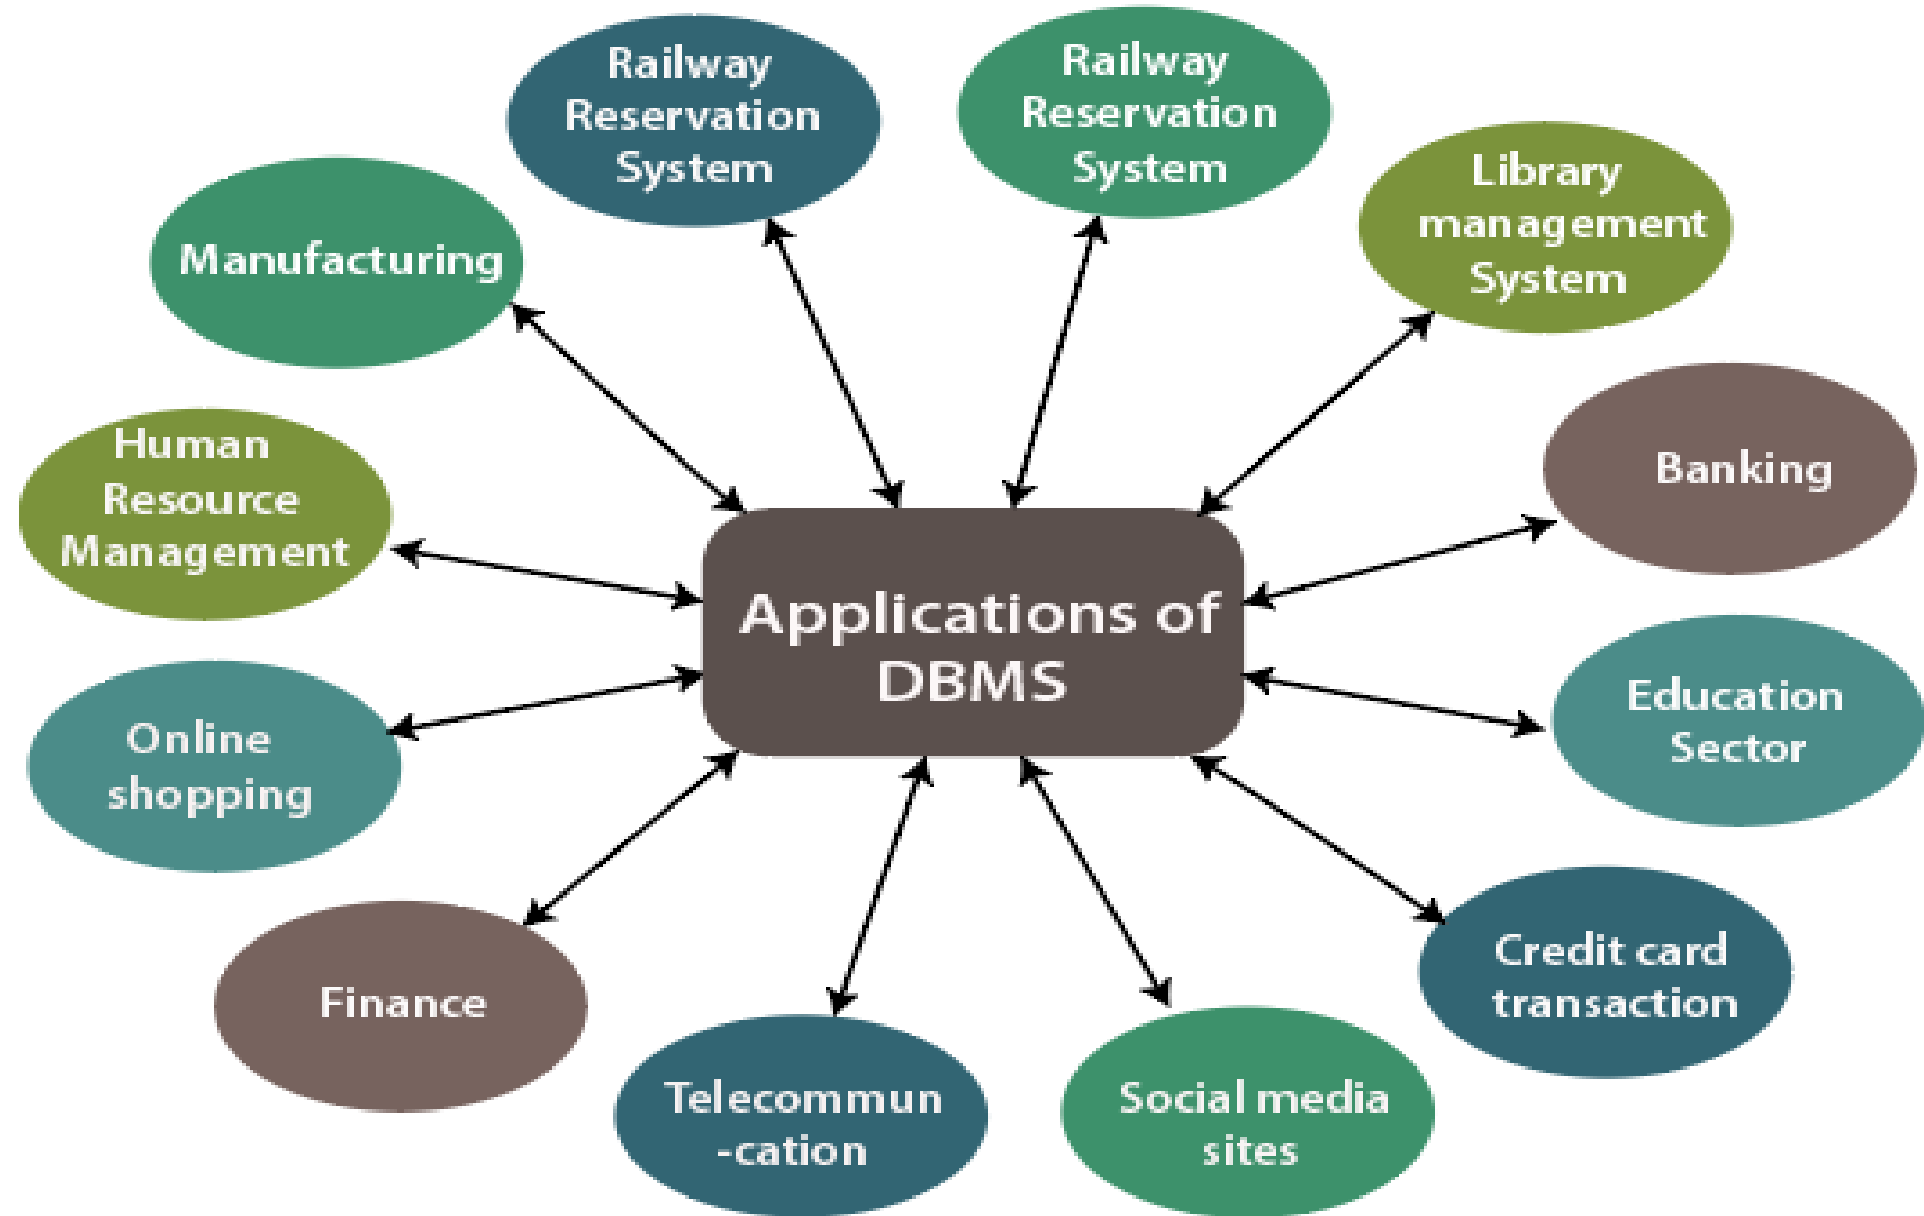 Railway
Reservation
System
Railway
Reservation
System
Library
management
System
Manufacturing
Human
Resource
Management
Banking
Applications of
DBMS
Education
Sector
Online
shopping
Credit card
transaction
Finance
Telecommun
-cation
Social media
sites